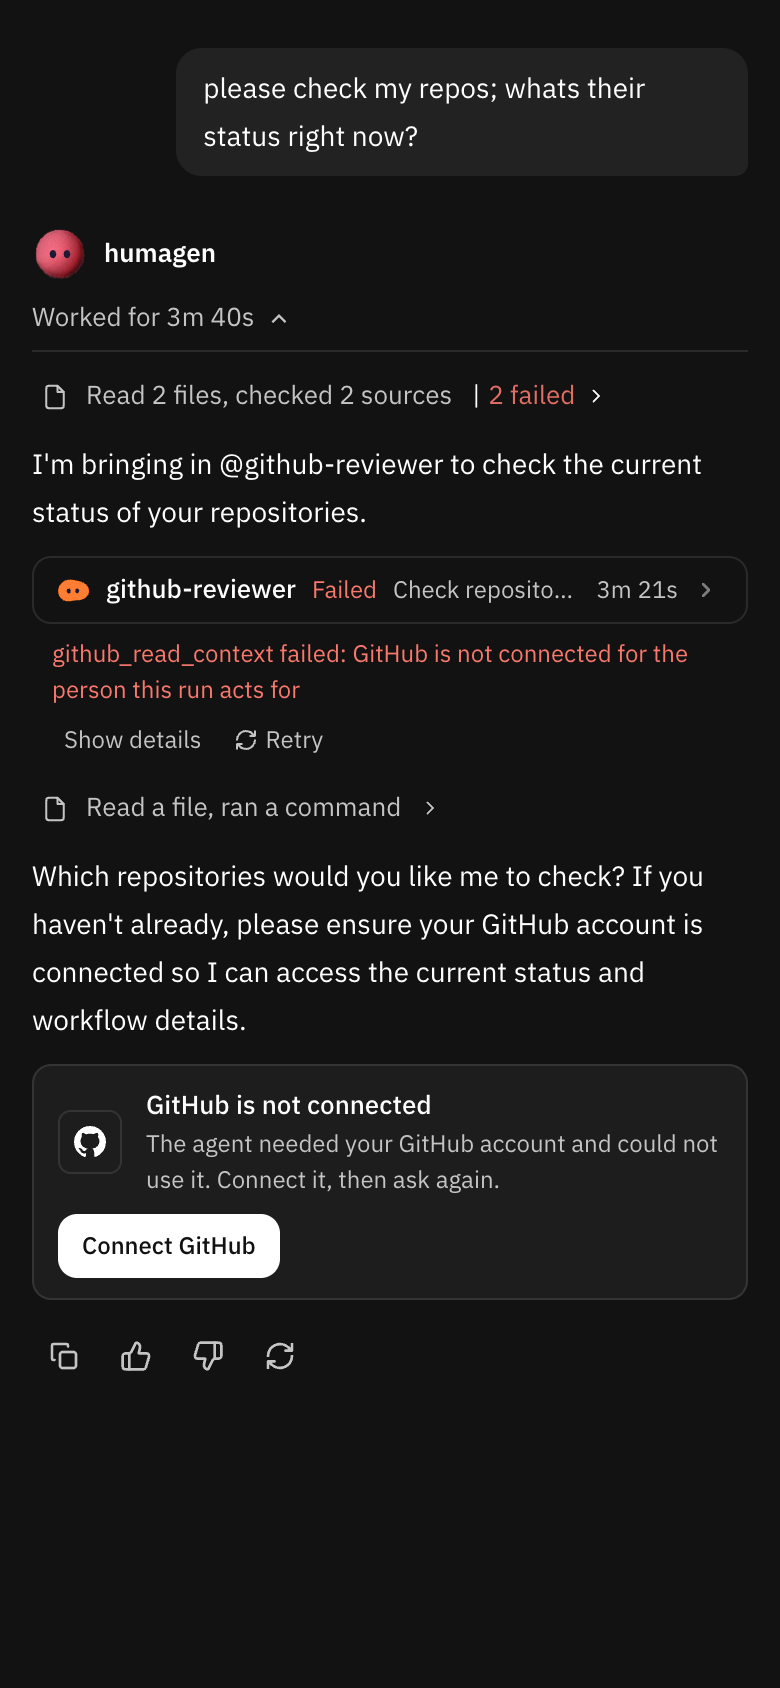 please check my repos; whats their
status right now?
humagen
Worked for 3m 40s
Read 2 files, checked 2 sources | 2 failed
I'm bringing in @github-reviewer to check the current
status of your repositories.
github-reviewer Failed Check reposito... 3m 21s
github_read_context failed: GitHub is not connected for the
person this run acts for
Show details Retry
Read a file, ran a command
Which repositories would you like me to check? If you
haven't already, please ensure your GitHub account is
connected so I can access the current status and
workflow details.
GitHub is not connected
The agent needed your GitHub account and could not
use it. Connect it, then ask again.
Connect GitHub